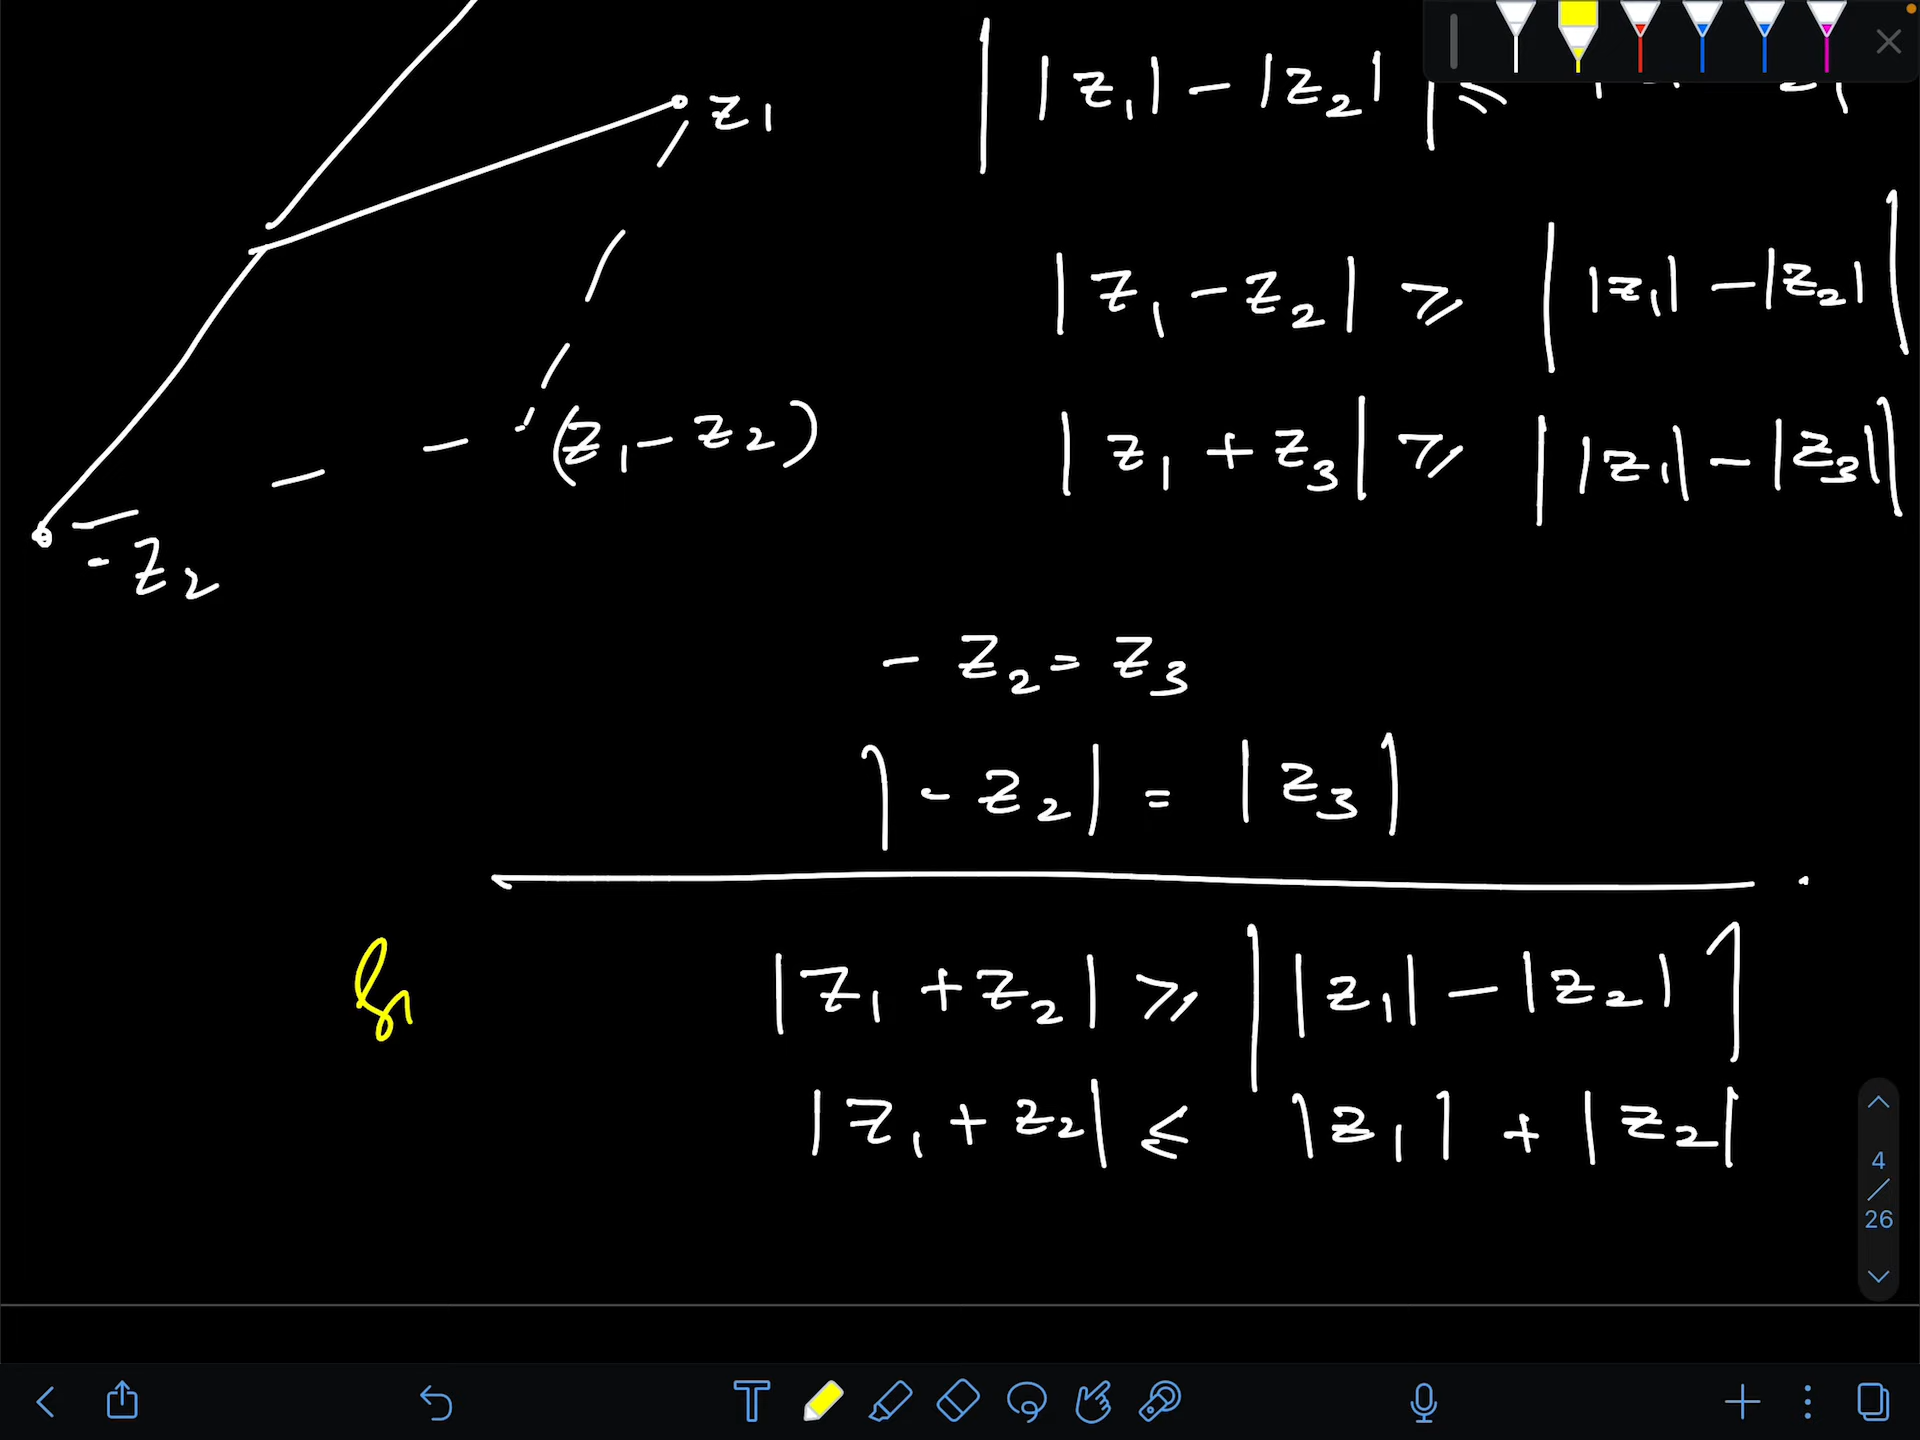 z₁
| |z₁| - |z₂| | ≤
|z₁ - z₂| ≥ | |z₁| - |z₂| |
(z₁ - z₂)
|z₁ + z₃| ≥ | |z₁| - |z₃| |
- z₂
- z₂ = z₃
|- z₂| = |z₃|
|z₁ + z₂| ≥ | |z₁| - |z₂| |
|z₁ + z₂| ≤ |z₁| + |z₂|
4
/
26
T